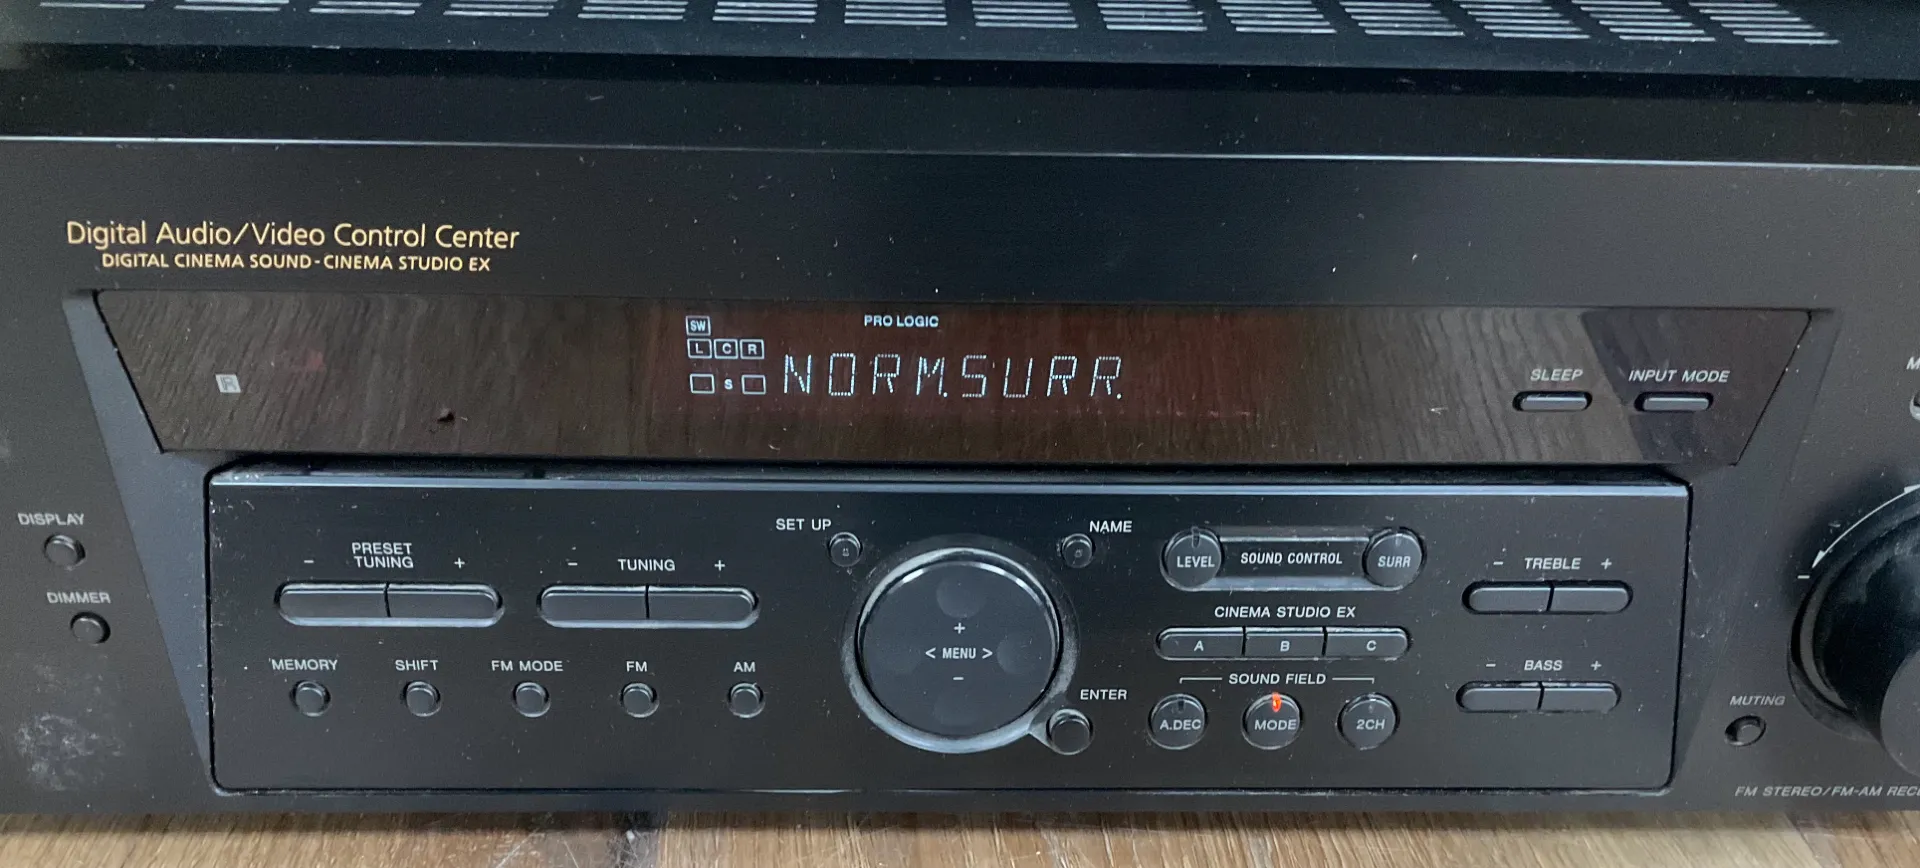 Digital Audio/Video Control Center
DIGITAL CINEMA SOUND-CINEMA STUDIO EX
SW
PRO LOGIC
L C R
S
NORM.SURR.
SLEEP
INPUT MODE
DISPLAY
DIMMER
SET UP
NAME
- PRESET TUNING +
- TUNING +
LEVEL
SOUND CONTROL
SURR
- TREBLE +
CINEMA STUDIO EX
A
B
C
+
< MENU >
-
MEMORY
SHIFT
FM MODE
FM
AM
ENTER
SOUND FIELD
A.DEC
MODE
2CH
- BASS +
MUTING
-
FM STEREO/FM-AM